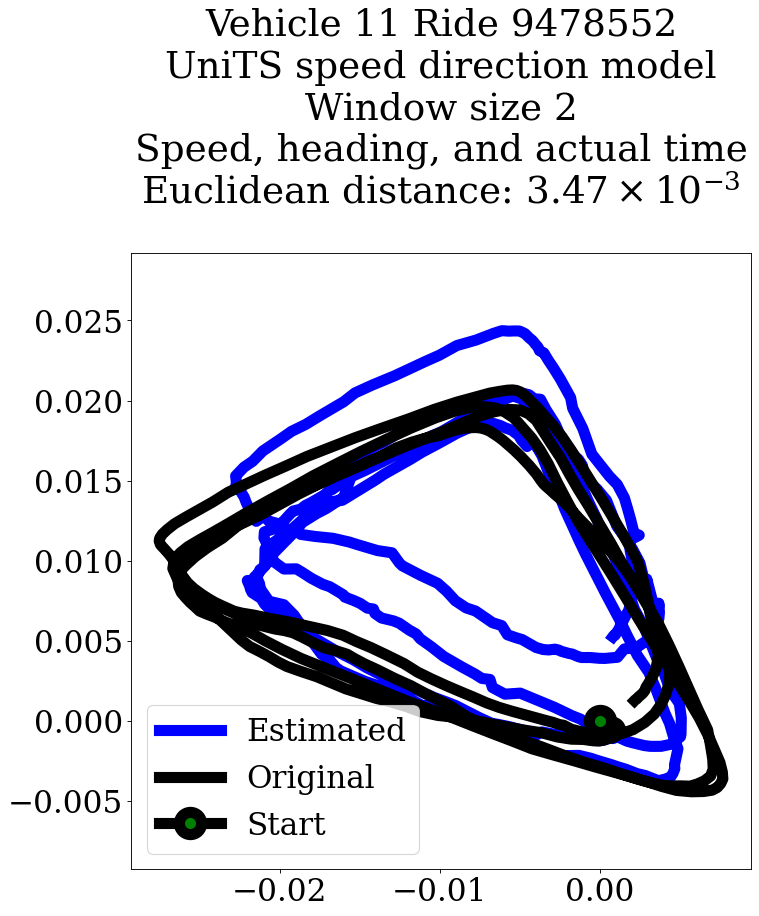 Vehicle 11 Ride 9478552
UniTS speed direction model
Window size 2
Speed, heading, and actual time
Euclidean distance: 3.47 × 10⁻³
0.025
0.020
0.015
0.010
0.005
0.000
−0.005
Estimated
Original
Start
−0.02 −0.01 0.00